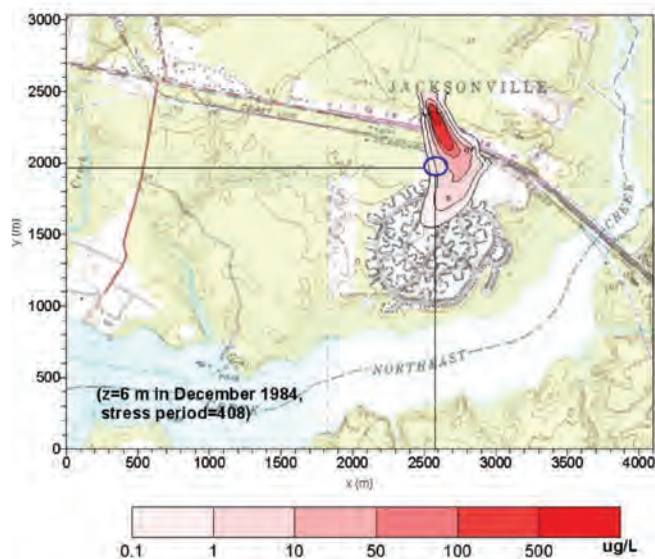 3000
2500
2000
1500
1000
500
0
y (m)
JACKSONVILLE
CREEK
Creek
NORTHEAST
(z=6 m in December 1984,
stress period=408)
0 500 1000 1500 2000 2500 3000 3500 4000
x (m)
0.1 1 10 50 100 500 ug/L